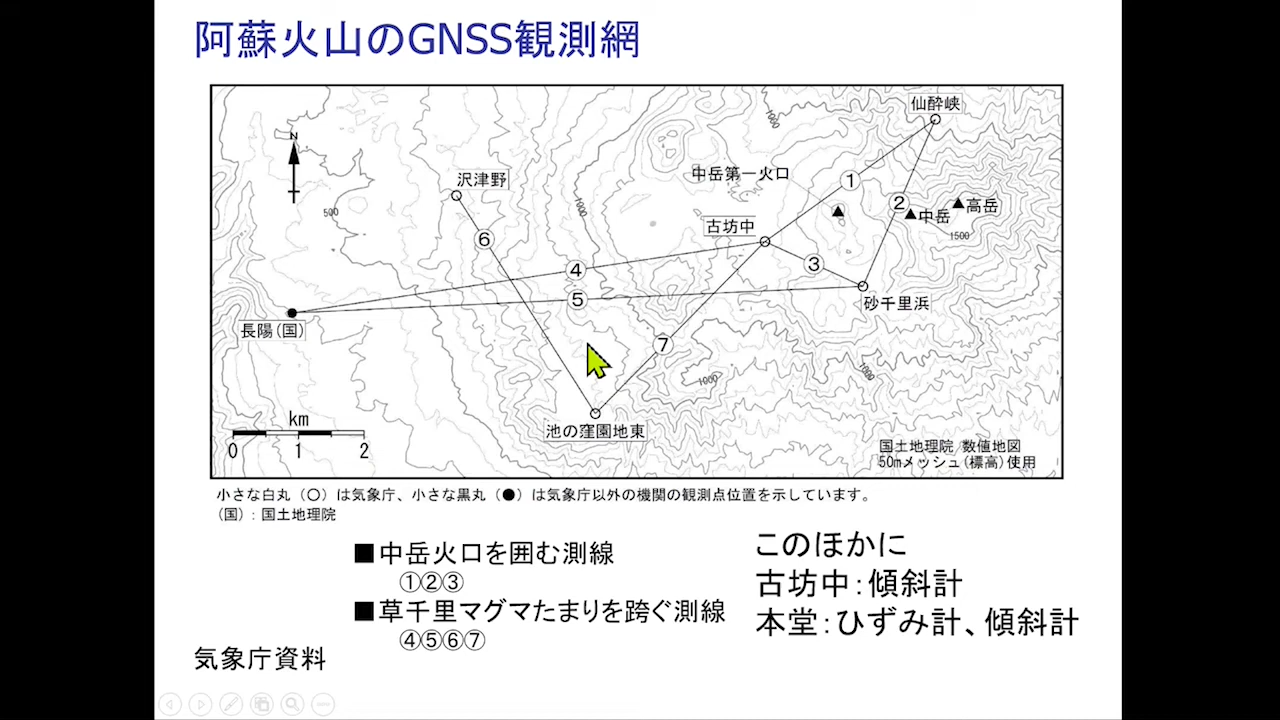 阿蘇火山のGNSS観測網
仙酔峡
1000
N
中岳第一火口
沢津野
①
1000
500
②
高岳
中岳
古坊中
1500
⑥
③
④
⑤
砂千里浜
長陽(国)
⑦
1000
1000
km
0 1 2
池の窪園地東
国土地理院 数値地図
50mメッシュ(標高)使用
小さな白丸(○)は気象庁、小さな黒丸(●)は気象庁以外の機関の観測点位置を示しています。
(国):国土地理院
■中岳火口を囲む測線
①②③
■草千里マグマたまりを跨ぐ測線
④⑤⑥⑦
このほかに
古坊中:傾斜計
本堂:ひずみ計、傾斜計
気象庁資料